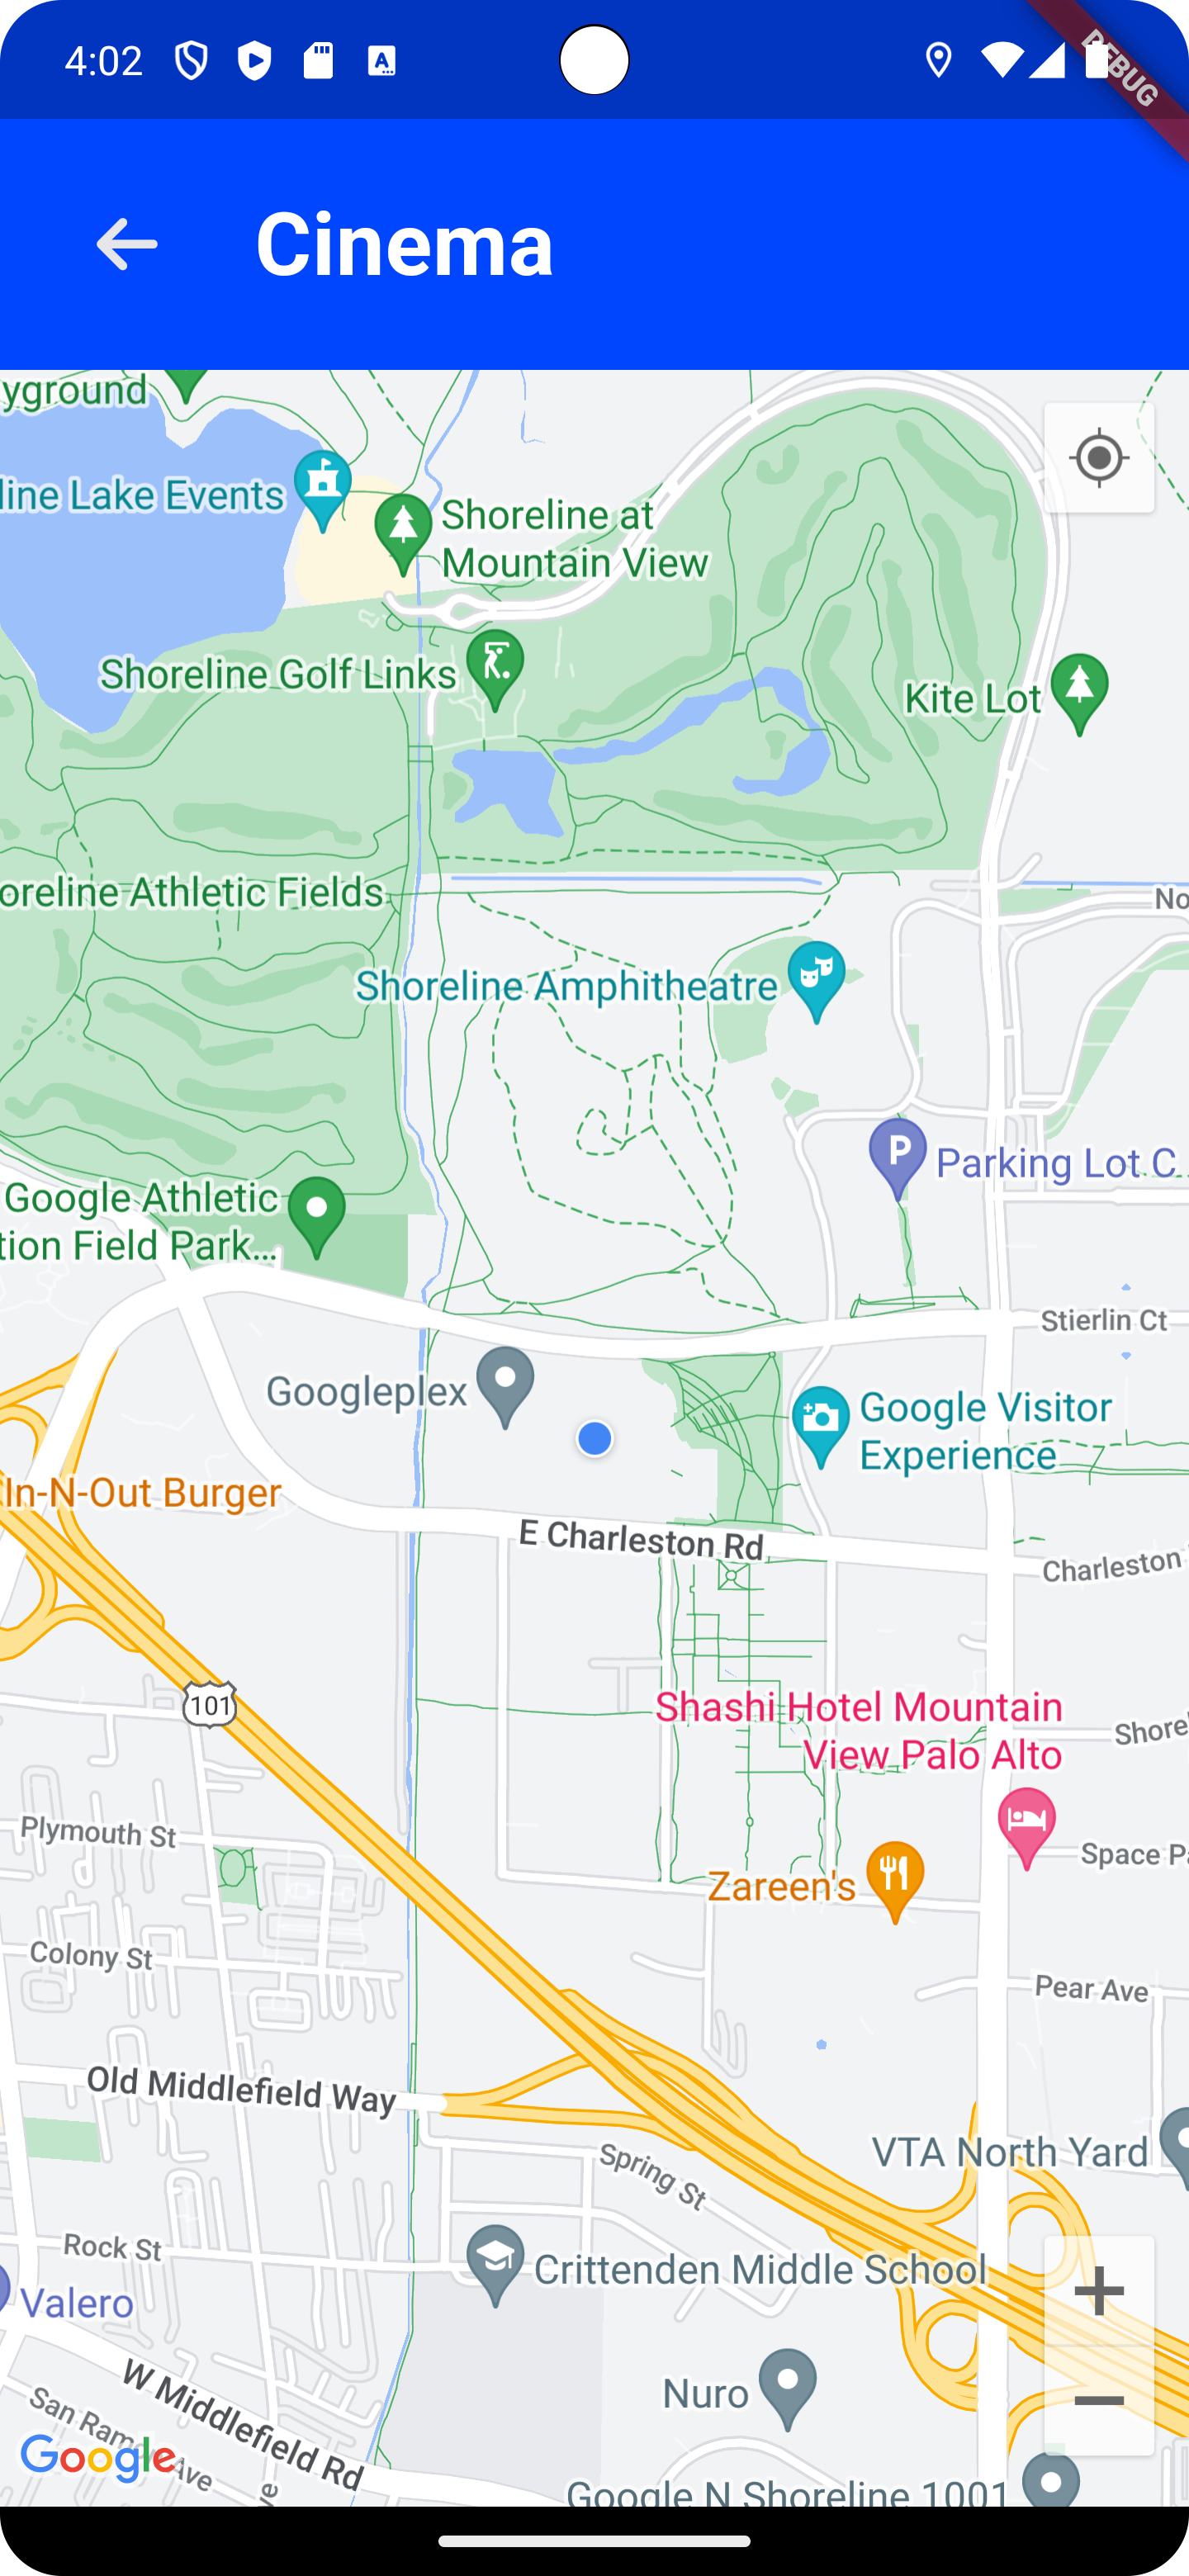 4:02
DEBUG
Cinema
yground
line Lake Events
Shoreline at
Mountain View
Shoreline Golf Links
Kite Lot
oreline Athletic Fields
No
Shoreline Amphitheatre
P
Parking Lot C
Google Athletic
tion Field Park...
Stierlin Ct
Googleplex
Google Visitor
Experience
In-N-Out Burger
E Charleston Rd
Charleston
101
Shashi Hotel Mountain
View Palo Alto
Shore
Plymouth St
Space Pa
Zareen's
Colony St
Pear Ave
Old Middlefield Way
VTA North Yard
Spring St
Rock St
Crittenden Middle School
Valero
W Middlefield Rd
Nuro
San Ramon Ave
Google
Google N Shoreline 1001